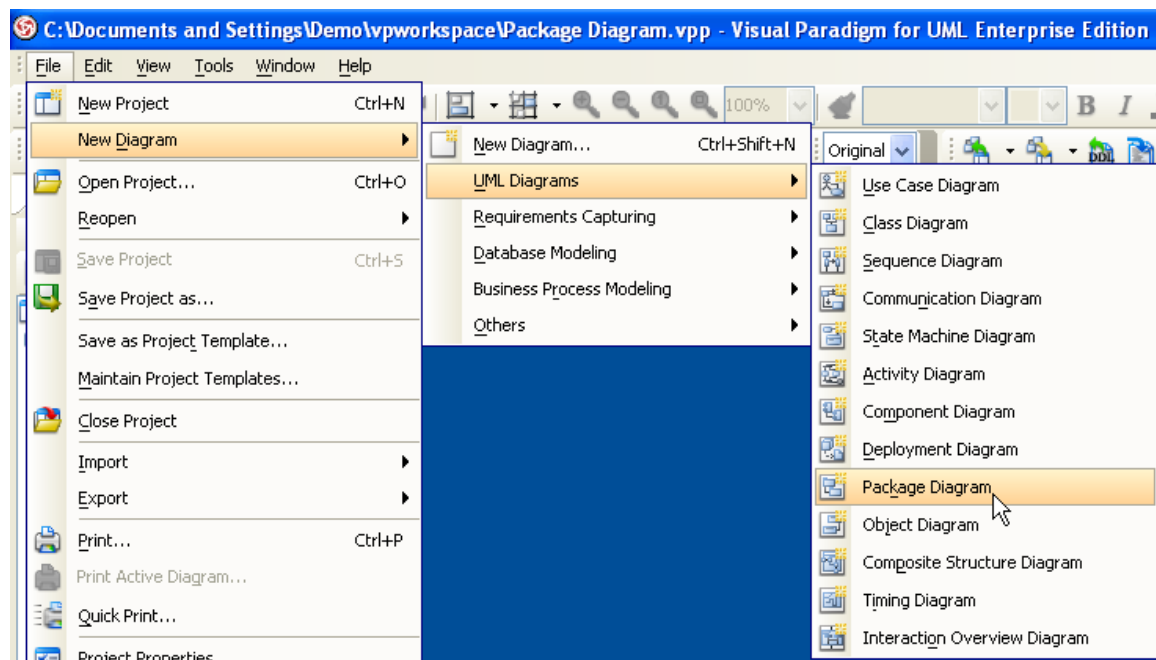 C:\Documents and Settings\Demo\vpworkspace\Package Diagram.vpp - Visual Paradigm for UML Enterprise Edition
File Edit View Tools Window Help
New Project Ctrl+N
New Diagram
Open Project... Ctrl+O
Reopen
Save Project Ctrl+S
Save Project as...
Save as Project Template...
Maintain Project Templates...
Close Project
Import
Export
Print... Ctrl+P
Print Active Diagram...
Quick Print...
Project Properties
100% B I
Original DDL
New Diagram... Ctrl+Shift+N
UML Diagrams
Requirements Capturing
Database Modeling
Business Process Modeling
Others
Use Case Diagram
Class Diagram
Sequence Diagram
Communication Diagram
State Machine Diagram
Activity Diagram
Component Diagram
Deployment Diagram
Package Diagram
Object Diagram
Composite Structure Diagram
Timing Diagram
Interaction Overview Diagram